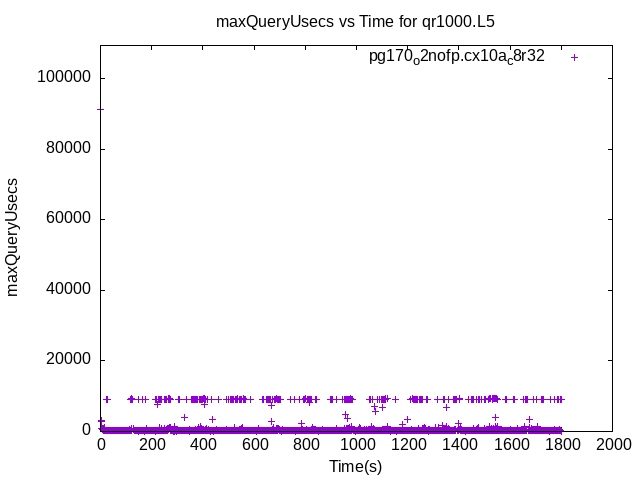 maxQueryUsecs vs Time for qr1000.L5
pg170o2nofp.cx10ac8r32
maxQueryUsecs
100000
80000
60000
40000
20000
0
0 200 400 600 800 1000 1200 1400 1600 1800 2000
Time(s)